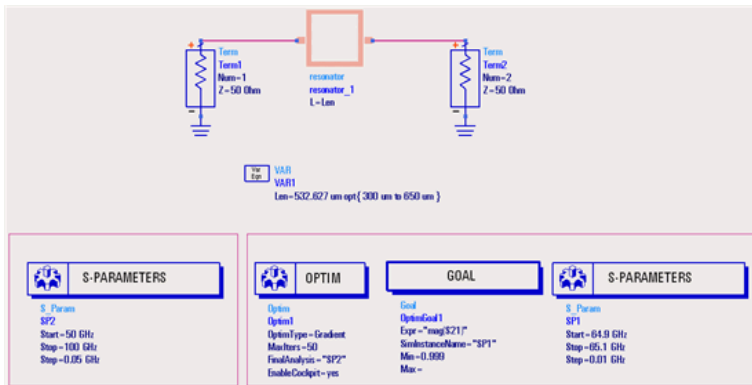 Term
Term1
Num=1
Z=50 Ohm
resonator
resonator_1
L=Len
Term
Term2
Num=2
Z=50 Ohm
Var
Eqn
VAR
VAR1
Len=532.627 um opt{ 300 um to 650 um }
S-PARAMETERS
S_Param
SP2
Start=50 GHz
Stop=100 GHz
Step=0.05 GHz
OPTIM
Optim
Optim1
OptimType=Gradient
MaxIters=50
FinalAnalysis="SP2"
EnableCockpit=yes
GOAL
Goal
OptimGoal1
Expr="mag(S21)"
SimInstanceName="SP1"
Min=0.999
Max=
S-PARAMETERS
S_Param
SP1
Start=64.9 GHz
Stop=65.1 GHz
Step=0.01 GHz